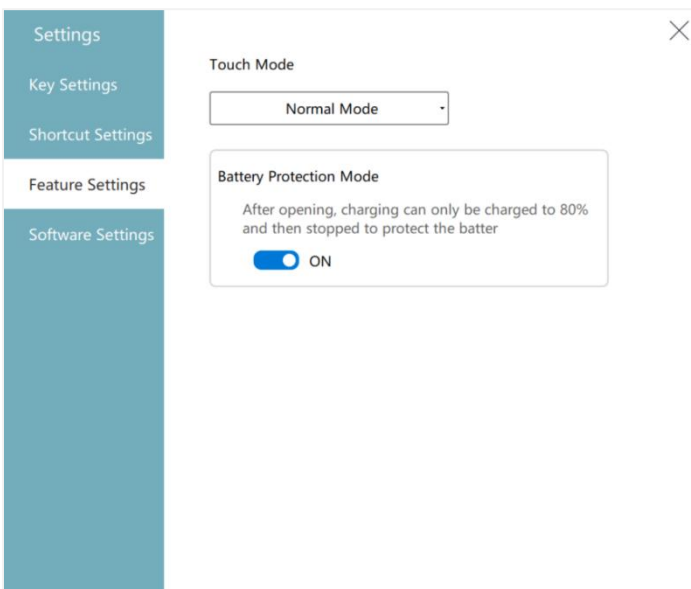 Settings
Key Settings
Shortcut Settings
Feature Settings
Software Settings
Touch Mode
Normal Mode
Battery Protection Mode
After opening, charging can only be charged to 80%
and then stopped to protect the batter
ON